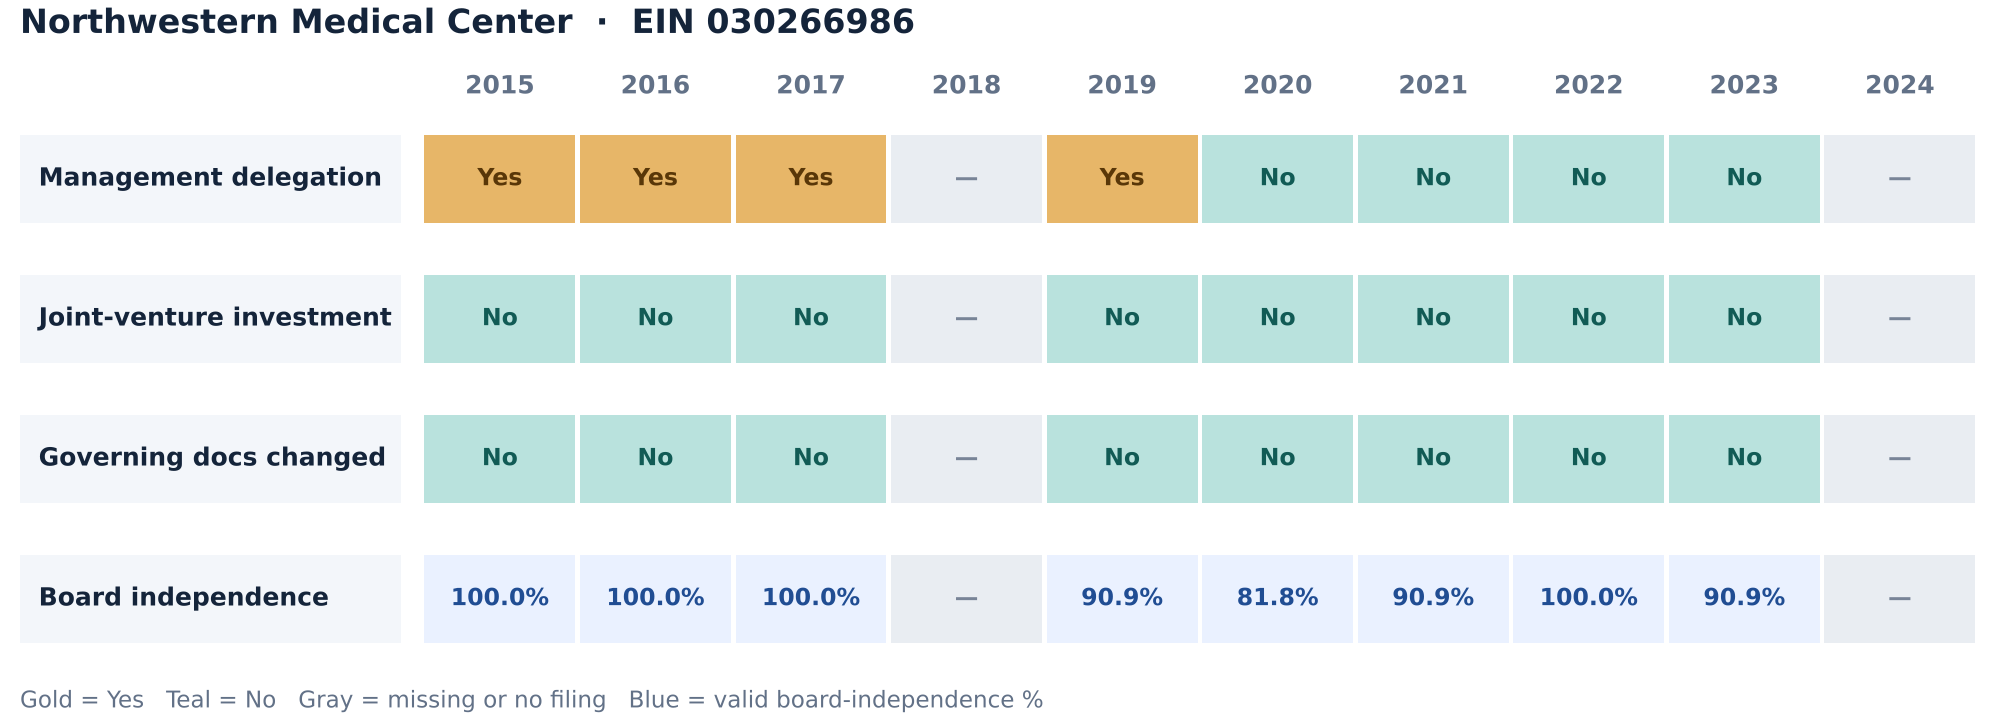 Northwestern Medical Center · EIN 030266986
2015 2016 2017 2018 2019 2020 2021 2022 2023 2024
Management delegation Yes Yes Yes — Yes No No No No —
Joint-venture investment No No No — No No No No No —
Governing docs changed No No No — No No No No No —
Board independence 100.0% 100.0% 100.0% — 90.9% 81.8% 90.9% 100.0% 90.9% —
Gold = Yes Teal = No Gray = missing or no filing Blue = valid board-independence %